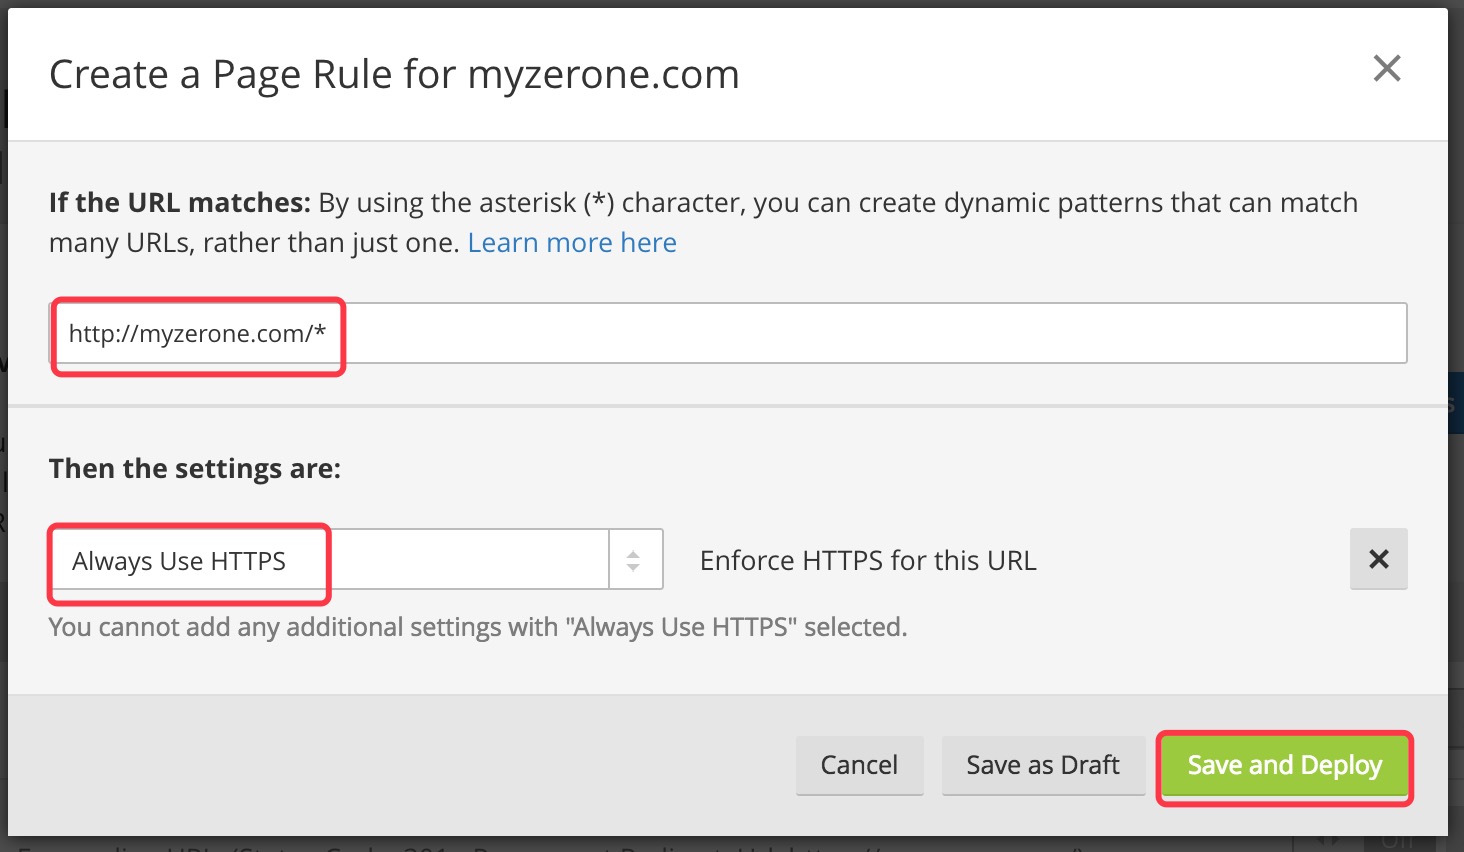 Create a Page Rule for myzerone.com
If the URL matches: By using the asterisk (*) character, you can create dynamic patterns that can match
many URLs, rather than just one. Learn more here
http://myzerone.com/*
Then the settings are:
Always Use HTTPS
Enforce HTTPS for this URL
You cannot add any additional settings with "Always Use HTTPS" selected.
Cancel
Save as Draft
Save and Deploy